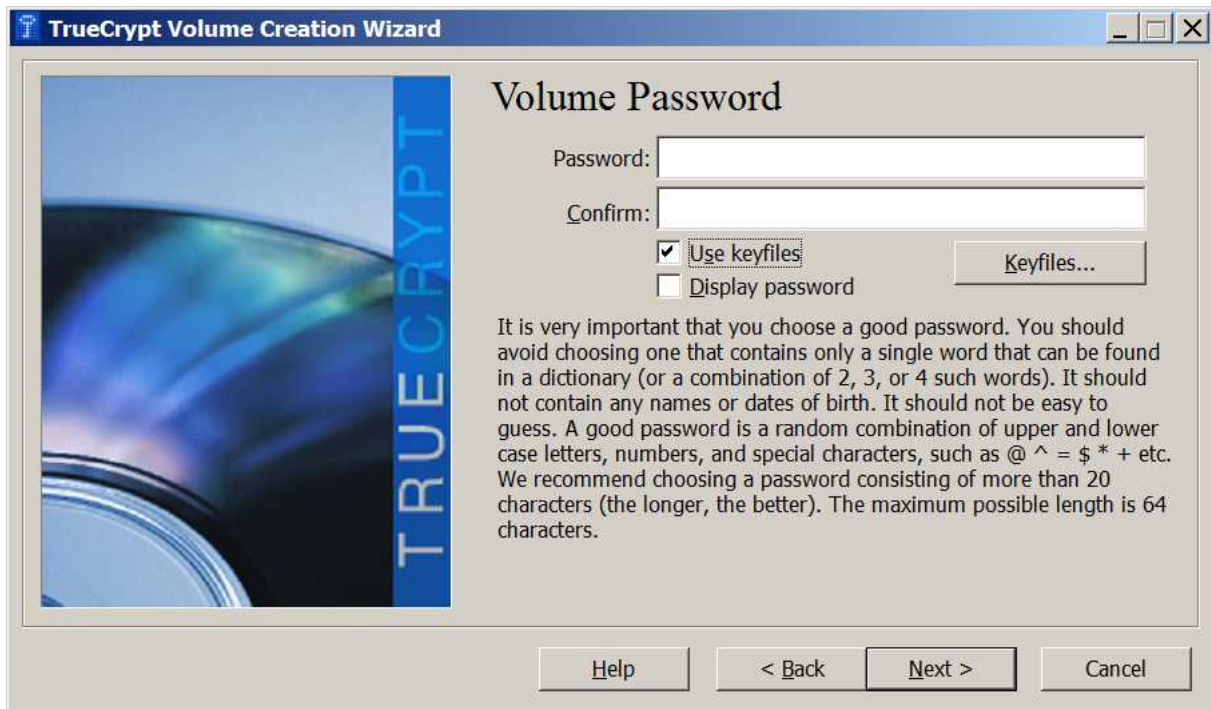 TrueCrypt Volume Creation Wizard
TRUECRYPT
Volume Password
Password:
Confirm:
Use keyfiles
Keyfiles...
Display password
It is very important that you choose a good password. You should
avoid choosing one that contains only a single word that can be found
in a dictionary (or a combination of 2, 3, or 4 such words). It should
not contain any names or dates of birth. It should not be easy to
guess. A good password is a random combination of upper and lower
case letters, numbers, and special characters, such as @ ^ = $ * + etc.
We recommend choosing a password consisting of more than 20
characters (the longer, the better). The maximum possible length is 64
characters.
Help
< Back
Next >
Cancel